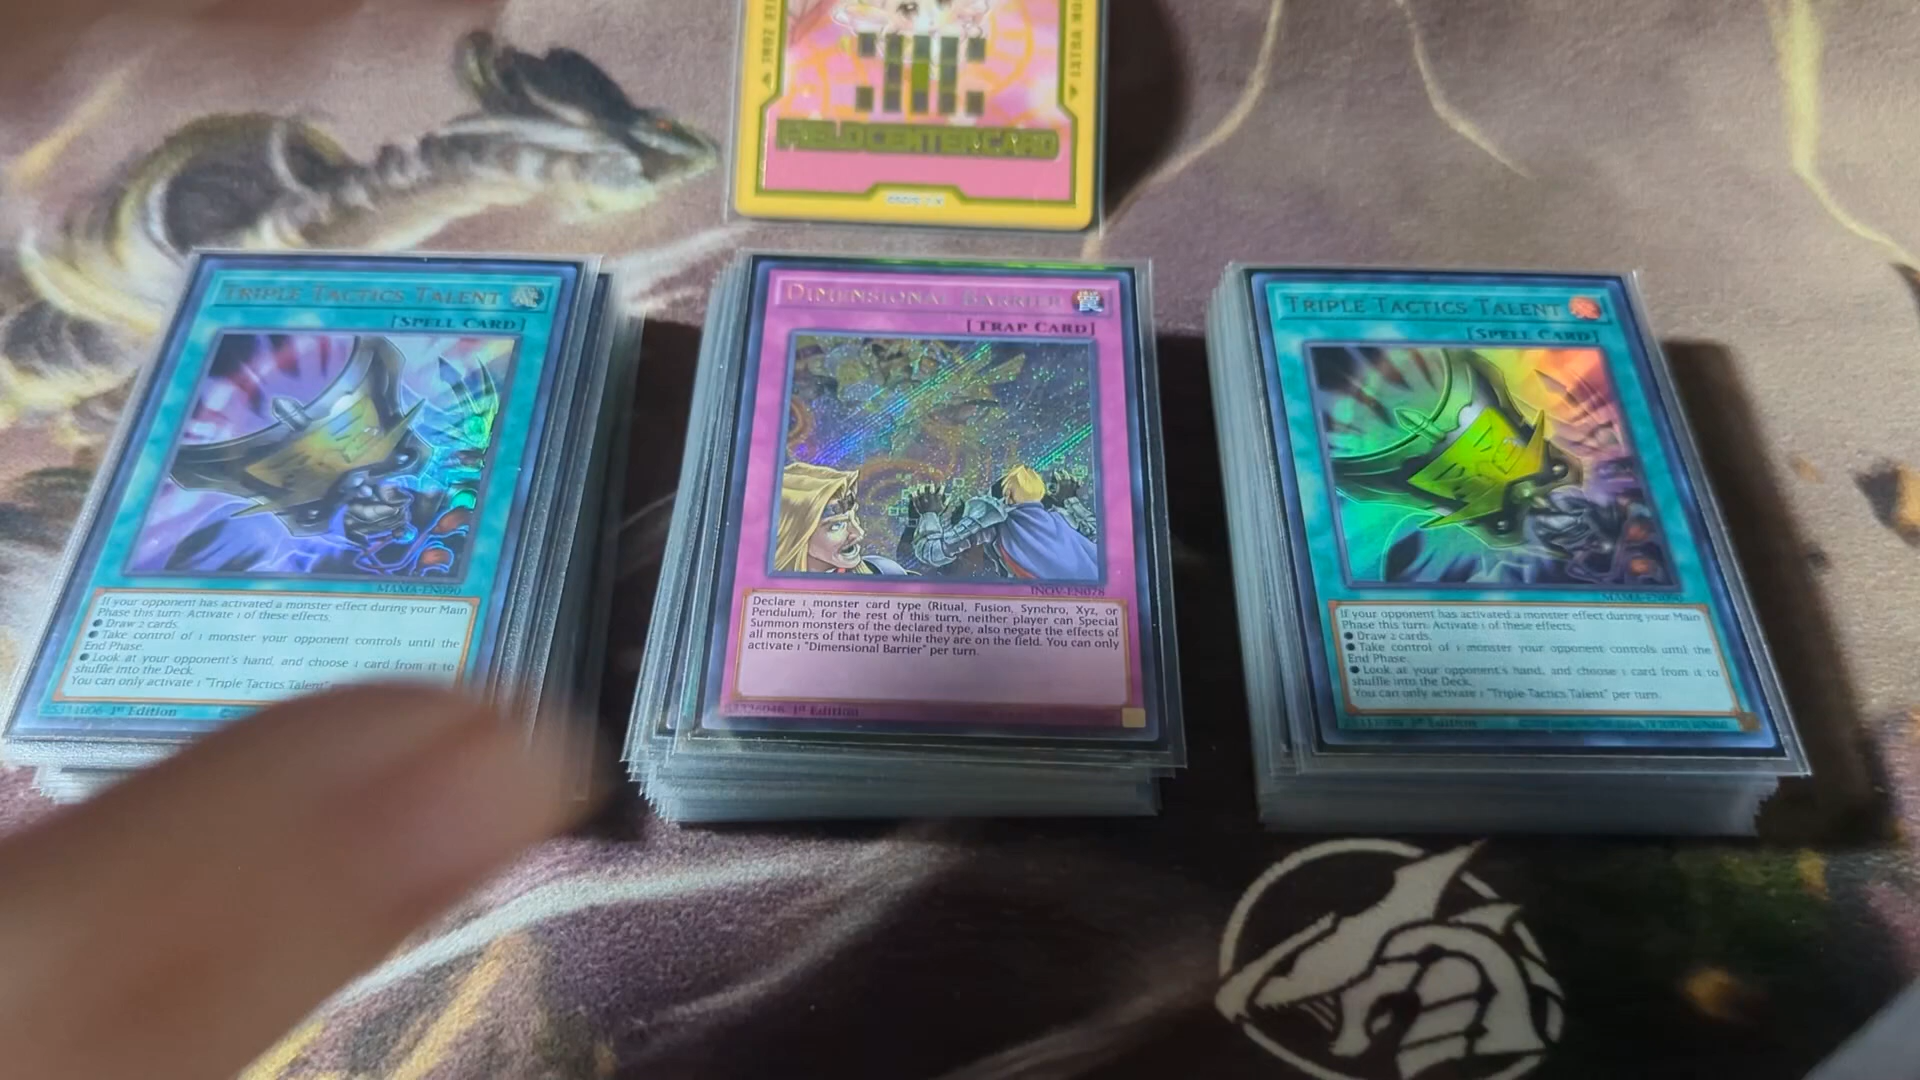 FIELD CENTER CARD
TRIPLE TACTICS TALENT
[SPELL CARD]
MAMA-EN090
If your opponent has activated a monster effect during your Main
Phase this turn: Activate 1 of these effects;
● Draw 2 cards.
● Take control of 1 monster your opponent controls until the
End Phase.
● Look at your opponent's hand, and choose 1 card from it to
shuffle into the Deck.
You can only activate 1 "Triple Tactics Talent"
1st Edition
DIMENSIONAL BARRIER
[TRAP CARD]
INOV-EN078
Declare 1 monster card type (Ritual, Fusion, Synchro, Xyz, or
Pendulum); for the rest of this turn, neither player can Special
Summon monsters of the declared type, also negate the effects of
all monsters of that type while they are on the field. You can only
activate 1 "Dimensional Barrier" per turn.
1st Edition
TRIPLE TACTICS TALENT
[SPELL CARD]
MAMA-EN090
If your opponent has activated a monster effect during your Main
Phase this turn: Activate 1 of these effects;
● Draw 2 cards.
● Take control of 1 monster your opponent controls until the
End Phase.
● Look at your opponent's hand, and choose 1 card from it to
shuffle into the Deck.
You can only activate 1 "Triple Tactics Talent" per turn.
1st Edition